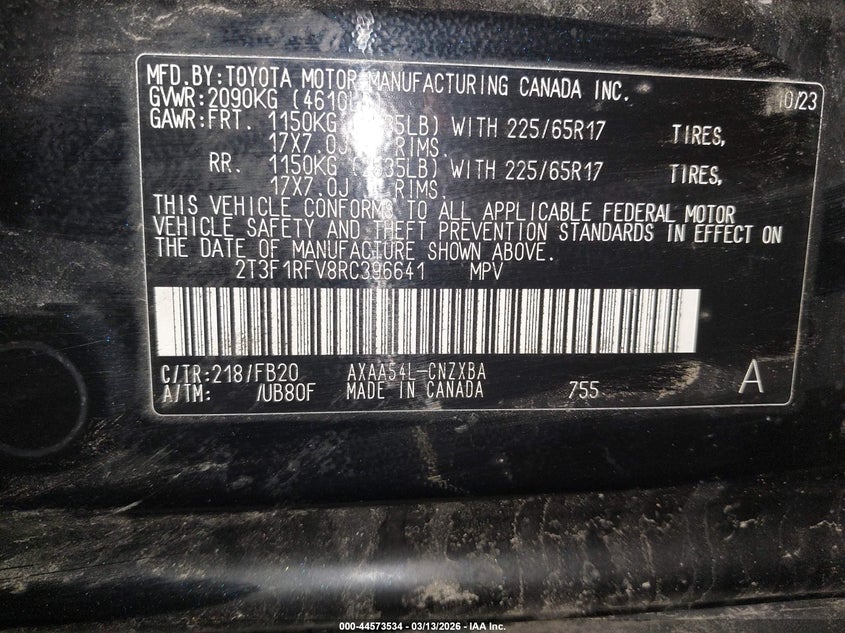 MFD.BY:TOYOTA MOTOR MANUFACTURING CANADA INC. 10/23
GVWR:2090KG (4610L
GAWR:FRT. 1150KG (2535LB) WITH 225/65R17 TIRES,
17X7.0J RIMS.
RR. 1150KG (2535LB) WITH 225/65R17 TIRES,
17X7.0J RIMS.
THIS VEHICLE CONFORMS TO ALL APPLICABLE FEDERAL MOTOR
VEHICLE SAFETY AND THEFT PREVENTION STANDARDS IN EFFECT ON
THE DATE OF MANUFACTURE SHOWN ABOVE.
2T3F1RFV8RC396641 MPV
C/TR:218/FB20 AXAA54L-CNZXBA
A/TM: /UB80F MADE IN CANADA 755 A
000-44573534 - 03/13/2026 - IAA Inc.